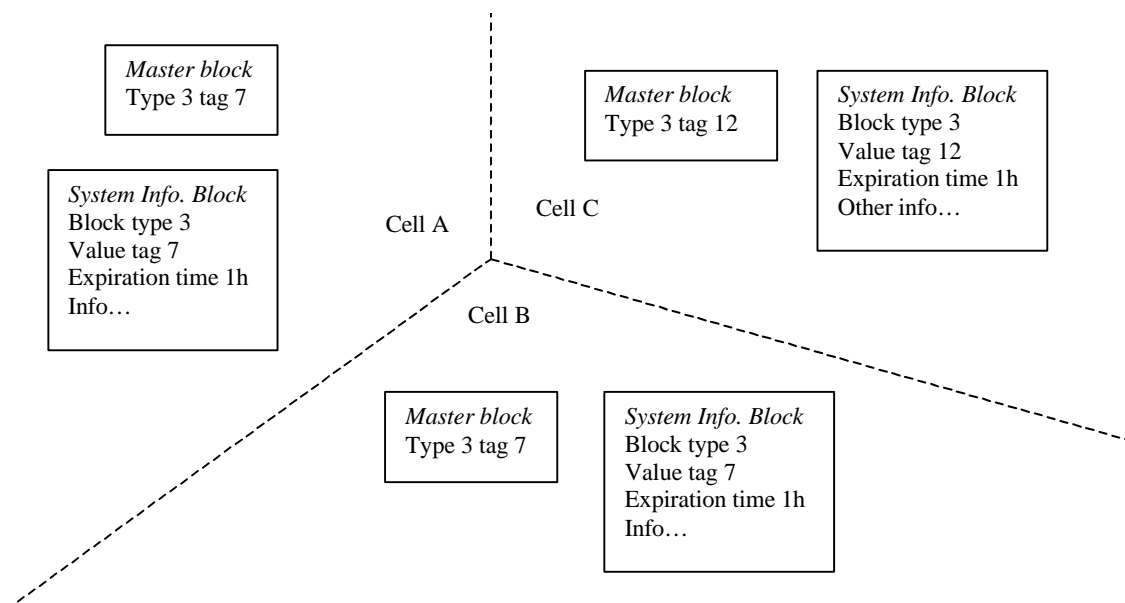 Master block
Type 3 tag 7
System Info. Block
Block type 3
Value tag 7
Expiration time 1h
Info…
Cell A
Cell C
Master block
Type 3 tag 12
System Info. Block
Block type 3
Value tag 12
Expiration time 1h
Other info…
Cell B
Master block
Type 3 tag 7
System Info. Block
Block type 3
Value tag 7
Expiration time 1h
Info…